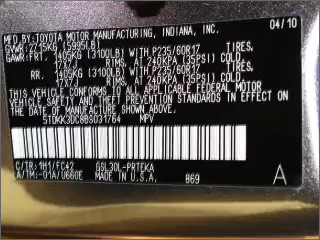 MFD.BY:TOYOTA MOTOR MANUFACTURING, INDIANA, INC. 04/10
GVWR:2715KG (5995LB)
GAWR:FRT. 1405KG (3100LB) WITH P235/60R17 TIRES,
17X7J RIMS, AT 240KPA (35PSI) COLD
RR. 1405KG (3100LB) WITH P235/60R17 TIRES,
17X7J RIMS, AT 240KPA (35PSI) COLD
THIS VEHICLE CONFORMS TO ALL APPLICABLE FEDERAL MOTOR
VEHICLE SAFETY AND THEFT PREVENTION STANDARDS IN EFFECT ON
THE DATE OF MANUFACTURE SHOWN ABOVE.
5TDKK3DC8BS031764 MPV
C/TR:1H1/FC42 GSL30L-PRTEKA
A/TM:-01A/U660E MADE IN U.S.A. 869 A